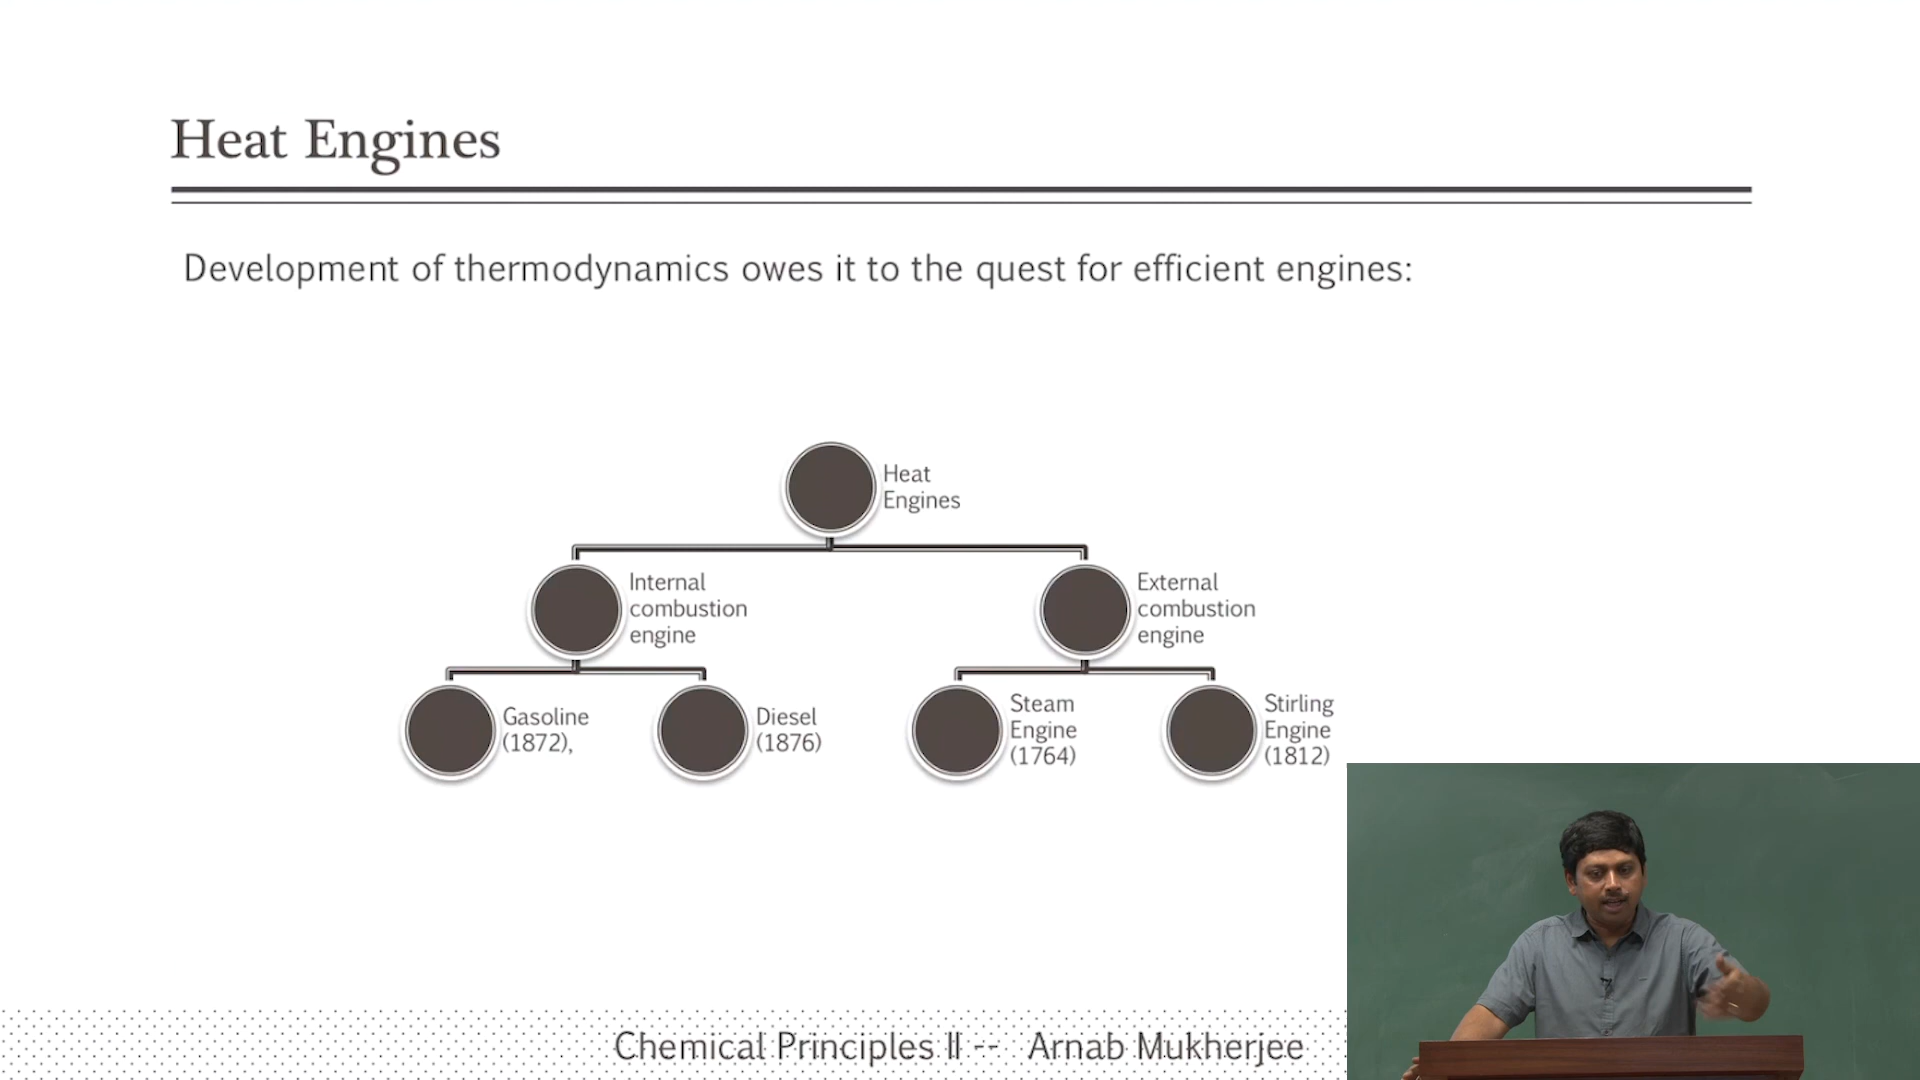 Heat Engines
Development of thermodynamics owes it to the quest for efficient engines:
Heat
Engines
Internal
combustion
engine
External
combustion
engine
Gasoline
(1872),
Diesel
(1876)
Steam
Engine
(1764)
Stirling
Engine
(1812)
Chemical Principles II -- Arnab Mukherjee